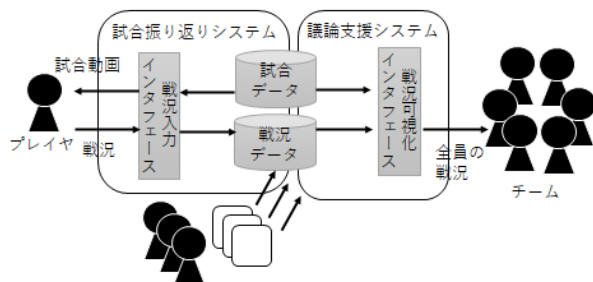 試合振り返りシステム
議論支援システム
試合動画
戦況入力
インタフェース
試合
データ
戦況可視化
インタフェース
プレイヤ
戦況
戦況
データ
全員の
戦況
チーム